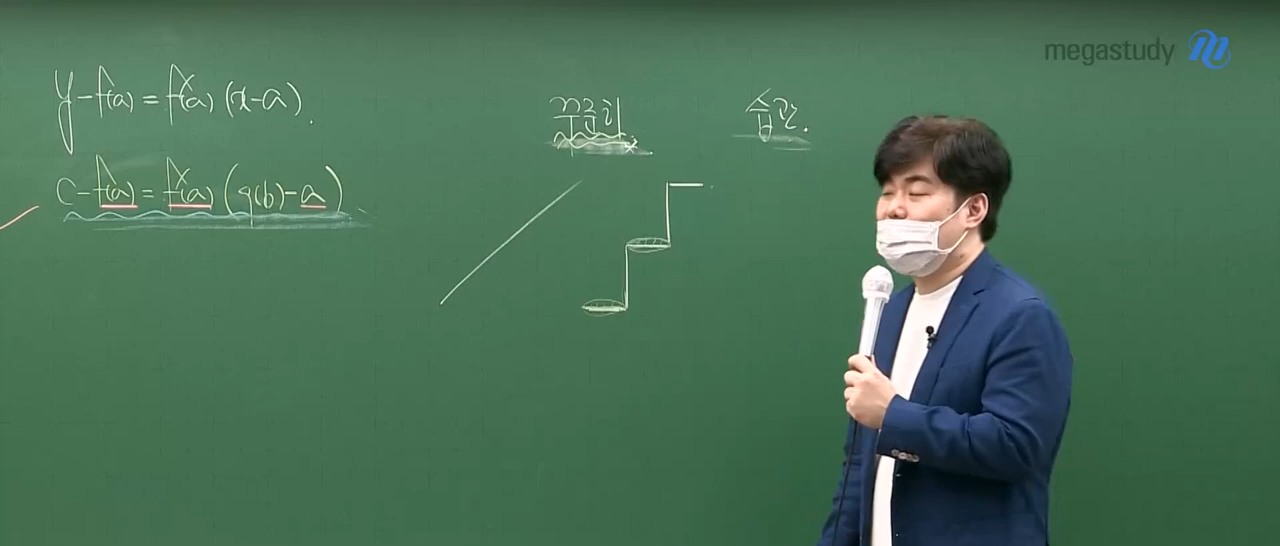 megastudy
y-f(a)=f'(a)(x-a).
c-f(a)=f'(a)(g(b)-a)
꾸준히
습관.